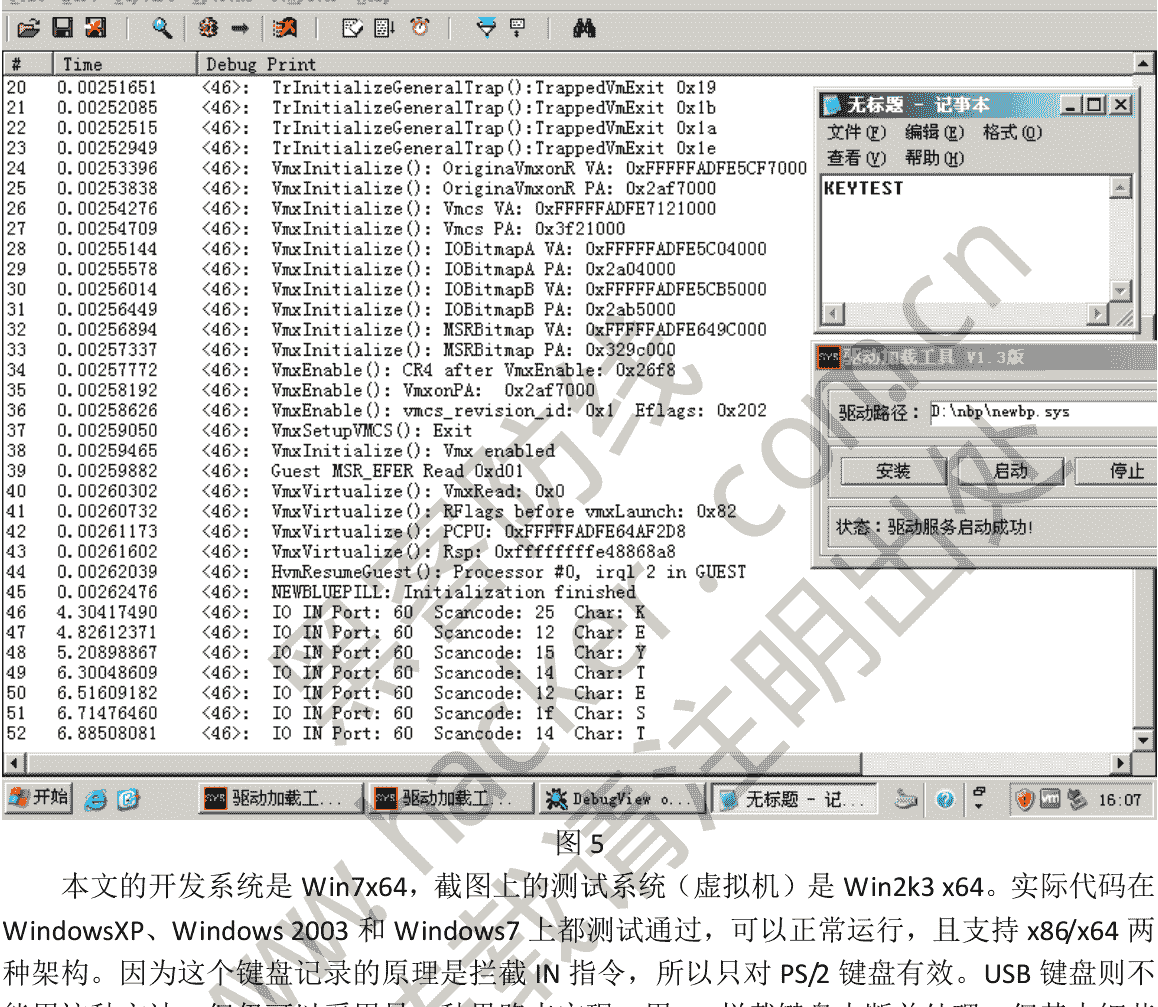 # Time Debug Print
20 0.00251651 <46>: TrInitializeGeneralTrap():TrappedVmExit 0x19
21 0.00252085 <46>: TrInitializeGeneralTrap():TrappedVmExit 0x1b
22 0.00252515 <46>: TrInitializeGeneralTrap():TrappedVmExit 0x1a
23 0.00252949 <46>: TrInitializeGeneralTrap():TrappedVmExit 0x1e
24 0.00253396 <46>: VmxInitialize(): OriginaVmxonR VA: 0xFFFFFADFE5CF7000
25 0.00253838 <46>: VmxInitialize(): OriginaVmxonR PA: 0x2af7000
26 0.00254276 <46>: VmxInitialize(): Vmcs VA: 0xFFFFFADFE7121000
27 0.00254709 <46>: VmxInitialize(): Vmcs PA: 0x3f21000
28 0.00255144 <46>: VmxInitialize(): IOBitmapA VA: 0xFFFFFADFE5C04000
29 0.00255578 <46>: VmxInitialize(): IOBitmapA PA: 0x2a04000
30 0.00256014 <46>: VmxInitialize(): IOBitmapB VA: 0xFFFFFADFE5CB5000
31 0.00256449 <46>: VmxInitialize(): IOBitmapB PA: 0x2ab5000
32 0.00256894 <46>: VmxInitialize(): MSRBitmap VA: 0xFFFFFADFE649C000
33 0.00257337 <46>: VmxInitialize(): MSRBitmap PA: 0x329c000
34 0.00257772 <46>: VmxEnable(): CR4 after VmxEnable: 0x26f8
35 0.00258192 <46>: VmxEnable(): VmxonPA: 0x2af7000
36 0.00258626 <46>: VmxEnable(): vmcs_revision_id: 0x1 Eflags: 0x202
37 0.00259050 <46>: VmxSetupVMCS(): Exit
38 0.00259465 <46>: VmxInitialize(): Vmx enabled
39 0.00259882 <46>: Guest MSR_EFER Read 0xd01
40 0.00260302 <46>: VmxVirtualize(): VmxRead: 0x0
41 0.00260732 <46>: VmxVirtualize(): RFlags before vmxLaunch: 0x82
42 0.00261173 <46>: VmxVirtualize(): PCPU: 0xFFFFFADFE64AF2D8
43 0.00261602 <46>: VmxVirtualize(): Rsp: 0xfffffffffe48868a8
44 0.00262039 <46>: HvmResumeGuest(): Processor #0, irql 2 in GUEST
45 0.00262476 <46>: NEWBLUEPILL: Initialization finished
46 4.30417490 <46>: IO IN Port: 60 Scancode: 25 Char: K
47 4.82612371 <46>: IO IN Port: 60 Scancode: 12 Char: E
48 5.20898867 <46>: IO IN Port: 60 Scancode: 15 Char: Y
49 6.30048609 <46>: IO IN Port: 60 Scancode: 14 Char: T
50 6.51609182 <46>: IO IN Port: 60 Scancode: 12 Char: E
51 6.71476460 <46>: IO IN Port: 60 Scancode: 1f Char: S
52 6.88508081 <46>: IO IN Port: 60 Scancode: 14 Char: T
无标题 - 记事本
文件(F) 编辑(E) 格式(O)
查看(V) 帮助(H)
KEYTEST
SYS 驱动加载工具 V1.3版
驱动路径: D:\nbp\newbp.sys
安装 启动 停止
状态:驱动服务启动成功!
开始 驱动加载工... 驱动加载工... DebugView o... 无标题 - 记... 16:07
图 5
本文的开发系统是 Win7x64，截图上的测试系统（虚拟机）是 Win2k3 x64。实际代码在
WindowsXP、Windows 2003 和 Windows7 上都测试通过，可以正常运行，且支持 x86/x64 两
种架构。因为这个键盘记录的原理是拦截 IN 指令，所以只对 PS/2 键盘有效。USB 键盘则不
黑客防线
www.hacker.com.cn
转载请注明出处